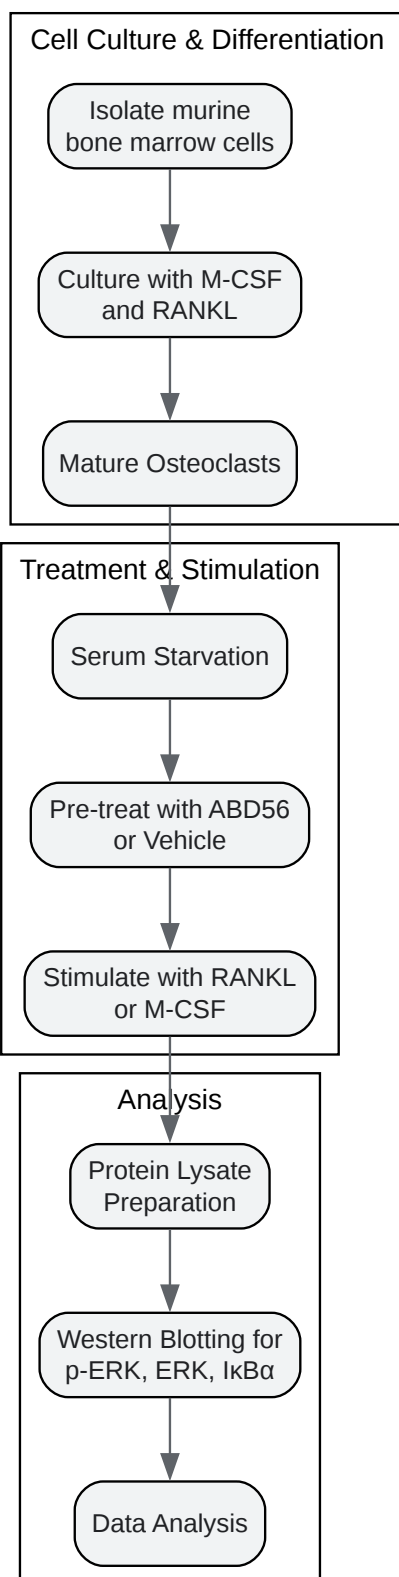 Cell Culture & Differentiation
Isolate murine
bone marrow cells
Culture with M-CSF
and RANKL
Mature Osteoclasts
Treatment & Stimulation
Serum Starvation
Pre-treat with ABD56
or Vehicle
Stimulate with RANKL
or M-CSF
Analysis
Protein Lysate
Preparation
Western Blotting for
p-ERK, ERK, IκBα
Data Analysis